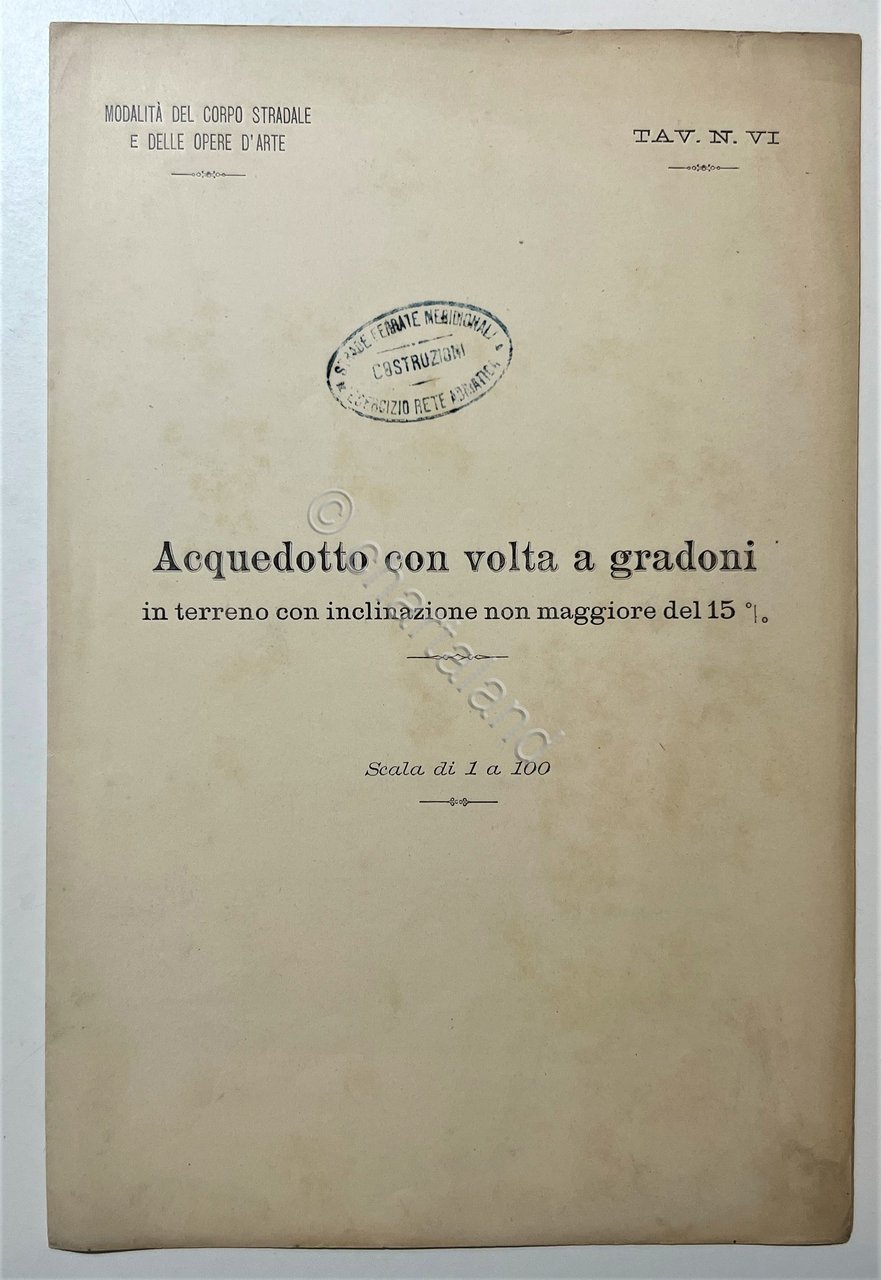 MODALITÀ DEL CORPO STRADALE
E DELLE OPERE D'ARTE
TAV. N. VI
STRADE FERRATE MERIDIONALI
COSTRUZIONI
ESERCIZIO RETE ADRIATICA
Acquedotto con volta a gradoni
in terreno con inclinazione non maggiore del 15 %
Scala di 1 a 100
© chartaland